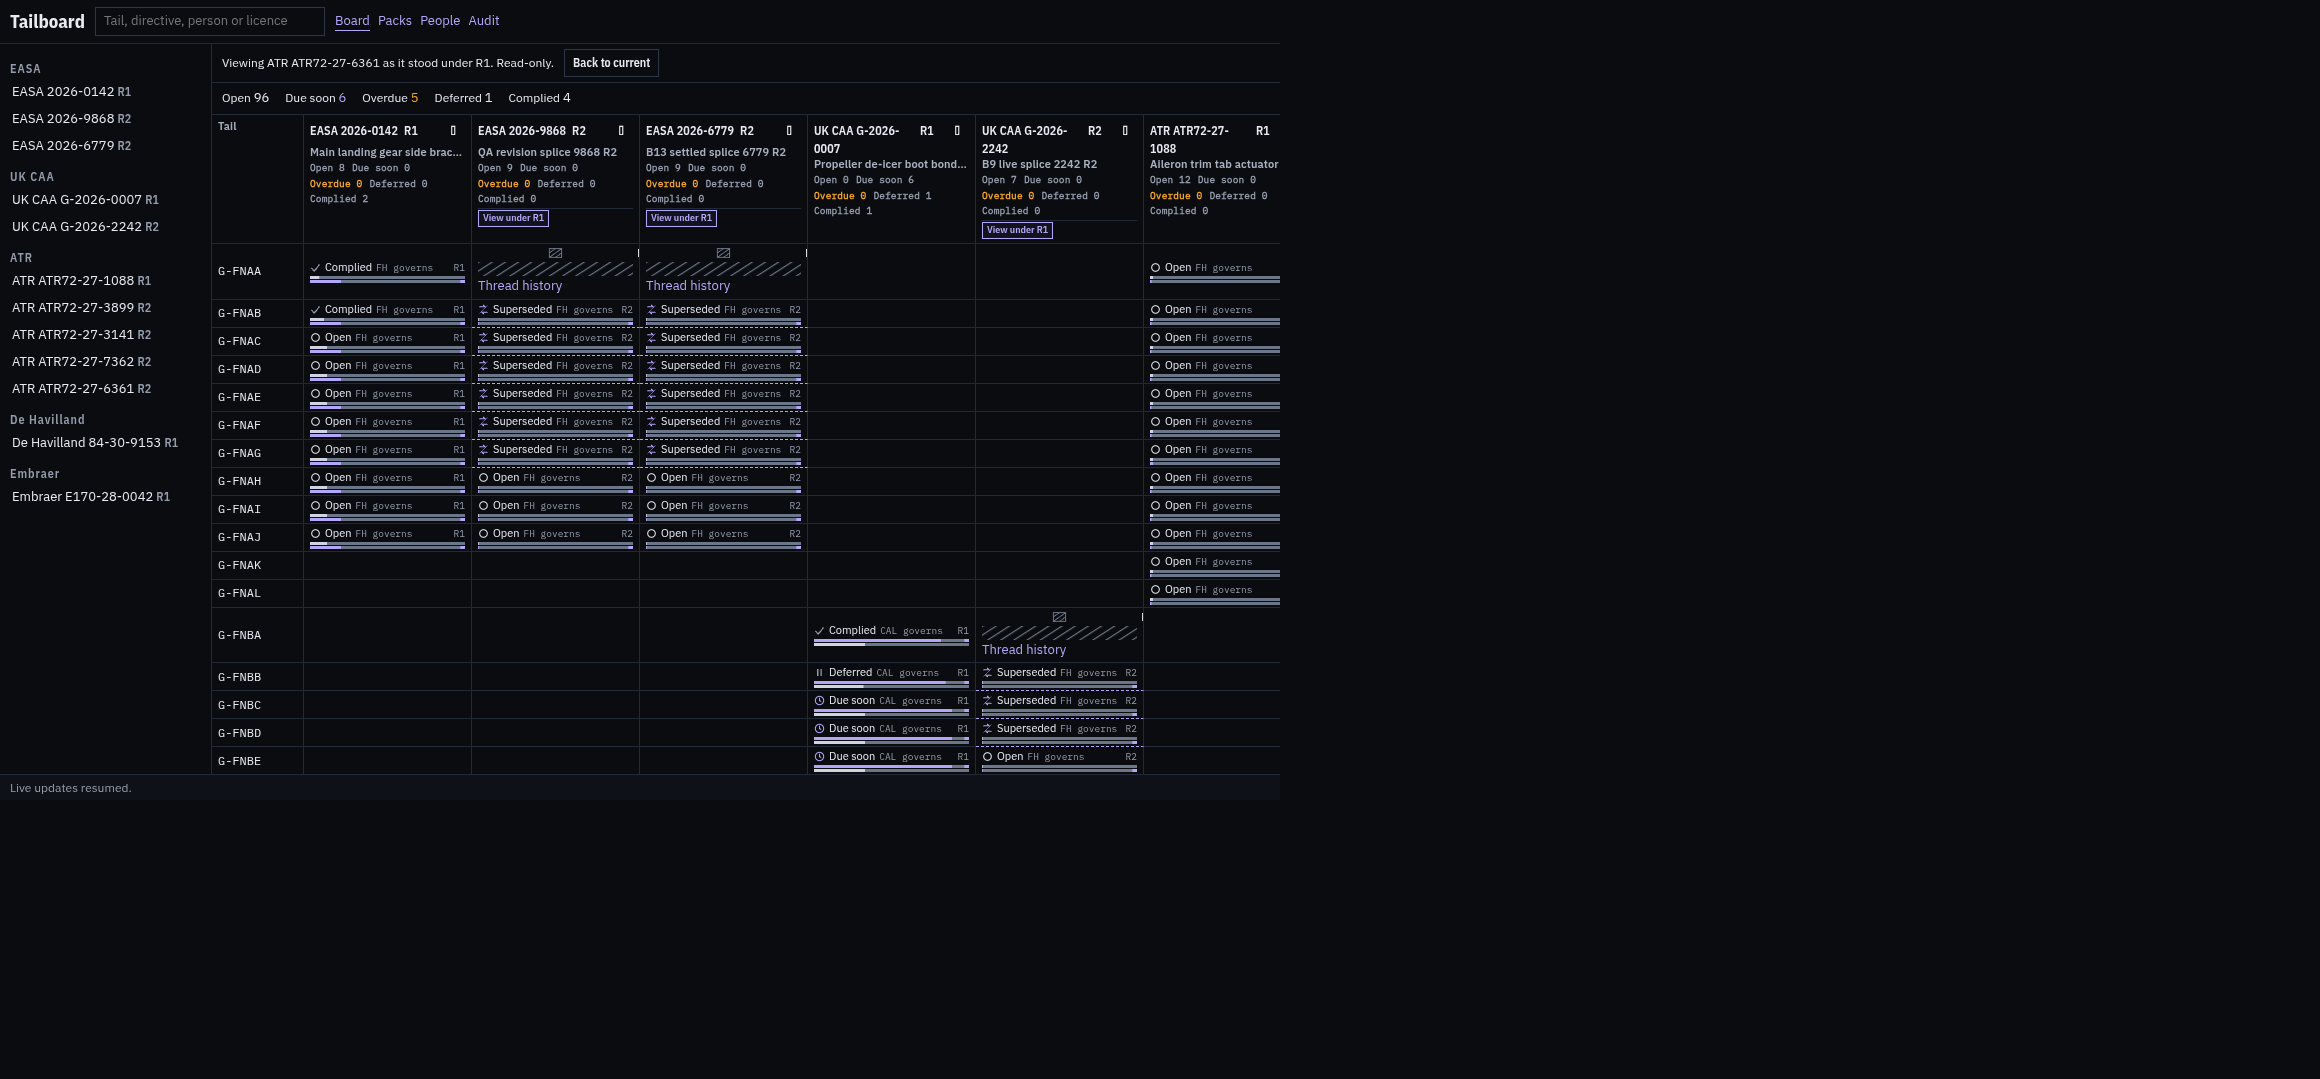 Tailboard
Tail, directive, person or licence
Board Packs People Audit
EASA
EASA 2026-0142 R1
EASA 2026-9868 R2
EASA 2026-6779 R2
UK CAA
UK CAA G-2026-0007 R1
UK CAA G-2026-2242 R2
ATR
ATR ATR72-27-1088 R1
ATR ATR72-27-3899 R2
ATR ATR72-27-3141 R2
ATR ATR72-27-7362 R2
ATR ATR72-27-6361 R2
De Havilland
De Havilland 84-30-9153 R1
Embraer
Embraer E170-28-0042 R1
Viewing ATR ATR72-27-6361 as it stood under R1. Read-only. Back to current
Open 96 Due soon 6 Overdue 5 Deferred 1 Complied 4
Tail
EASA 2026-0142 R1
Main landing gear side brac…
Open 8 Due soon 0
Overdue 0 Deferred 0
Complied 2
EASA 2026-9868 R2
QA revision splice 9868 R2
Open 9 Due soon 0
Overdue 0 Deferred 0
Complied 0
View under R1
EASA 2026-6779 R2
B13 settled splice 6779 R2
Open 9 Due soon 0
Overdue 0 Deferred 0
Complied 0
View under R1
UK CAA G-2026- R1
0007
Propeller de-icer boot bond…
Open 0 Due soon 6
Overdue 0 Deferred 1
Complied 1
UK CAA G-2026- R2
2242
B9 live splice 2242 R2
Open 7 Due soon 0
Overdue 0 Deferred 0
Complied 0
View under R1
ATR ATR72-27- R1
1088
Aileron trim tab actuator
Open 12 Due soon 0
Overdue 0 Deferred 0
Complied 0
G-FNAA Complied FH governs R1 Thread history Thread history Open FH governs
G-FNAB Complied FH governs R1 Superseded FH governs R2 Superseded FH governs R2 Open FH governs
G-FNAC Open FH governs R1 Superseded FH governs R2 Superseded FH governs R2 Open FH governs
G-FNAD Open FH governs R1 Superseded FH governs R2 Superseded FH governs R2 Open FH governs
G-FNAE Open FH governs R1 Superseded FH governs R2 Superseded FH governs R2 Open FH governs
G-FNAF Open FH governs R1 Superseded FH governs R2 Superseded FH governs R2 Open FH governs
G-FNAG Open FH governs R1 Superseded FH governs R2 Superseded FH governs R2 Open FH governs
G-FNAH Open FH governs R1 Open FH governs R2 Open FH governs R2 Open FH governs
G-FNAI Open FH governs R1 Open FH governs R2 Open FH governs R2 Open FH governs
G-FNAJ Open FH governs R1 Open FH governs R2 Open FH governs R2 Open FH governs
G-FNAK Open FH governs
G-FNAL Open FH governs
G-FNBA Complied CAL governs R1 Thread history
G-FNBB Deferred CAL governs R1 Superseded FH governs R2
G-FNBC Due soon CAL governs R1 Superseded FH governs R2
G-FNBD Due soon CAL governs R1 Superseded FH governs R2
G-FNBE Due soon CAL governs R1 Open FH governs R2
Live updates resumed.